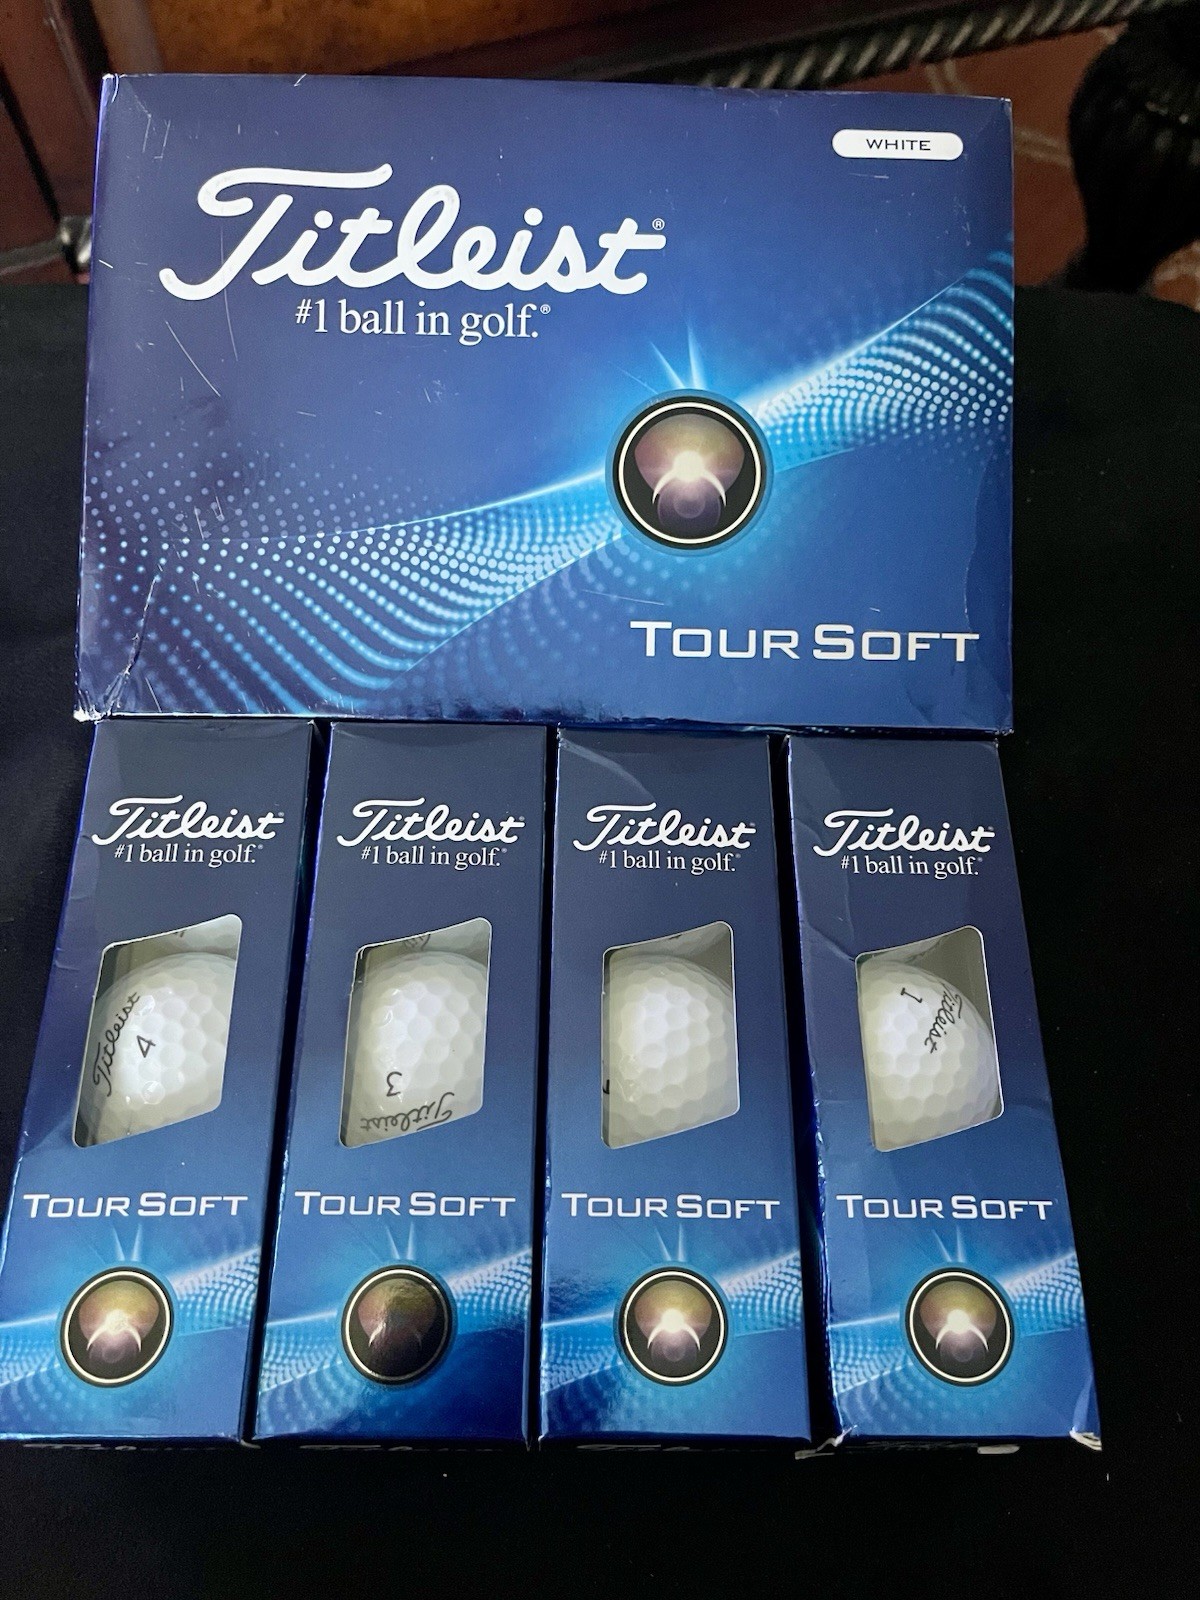 WHITE
Titleist®
#1 ball in golf.®
TOUR SOFT
Titleist
#1 ball in golf.
Titleist
4
TOUR SOFT
Titleist
#1 ball in golf.
3
Titleist
TOUR SOFT
Titleist
#1 ball in golf.
TOUR SOFT
Titleist
#1 ball in golf.
Titleist
1
TOUR SOFT